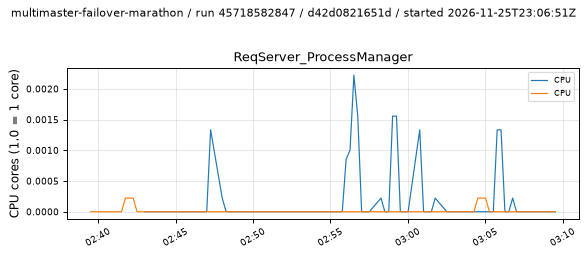 multimaster-failover-marathon / run 45718582847 / d42d0821651d / started 2026-11-25T23:06:51Z
ReqServer_ProcessManager
CPU cores (1.0 = 1 core)
0.0020
0.0015
0.0010
0.0005
0.0000
CPU
CPU
02:40
02:45
02:50
02:55
03:00
03:05
03:10